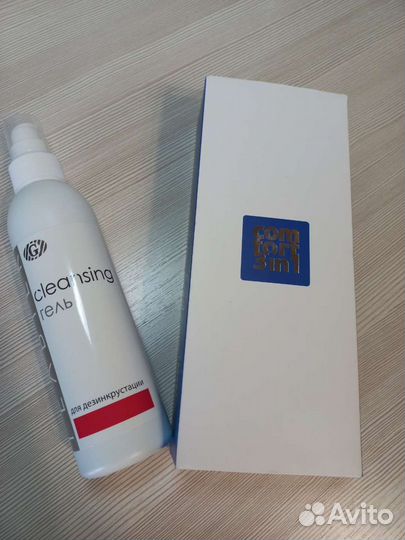 G
cleansing
гель
для дезинкрустации
com
fort
3in1
Avito